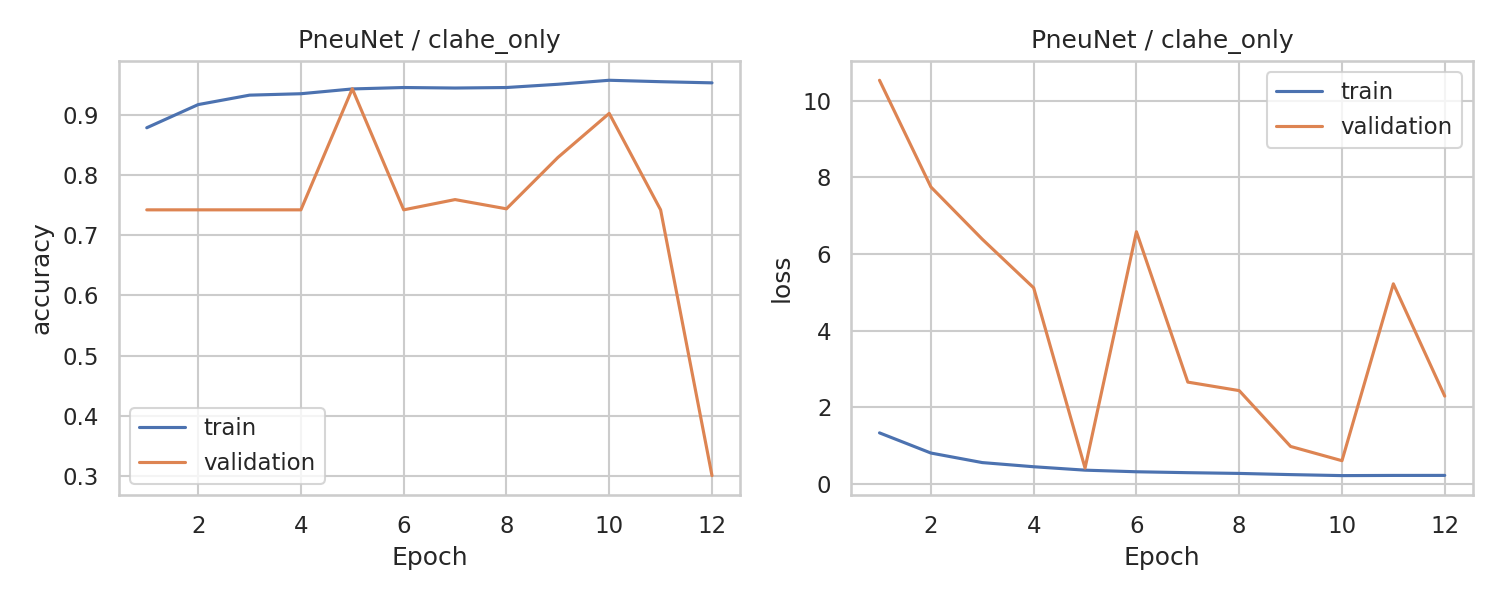 PneuNet / clahe_only
accuracy
0.9
0.8
0.7
0.6
0.5
0.4
0.3
train
validation
2 4 6 8 10 12
Epoch
PneuNet / clahe_only
loss
10
8
6
4
2
0
train
validation
2 4 6 8 10 12
Epoch